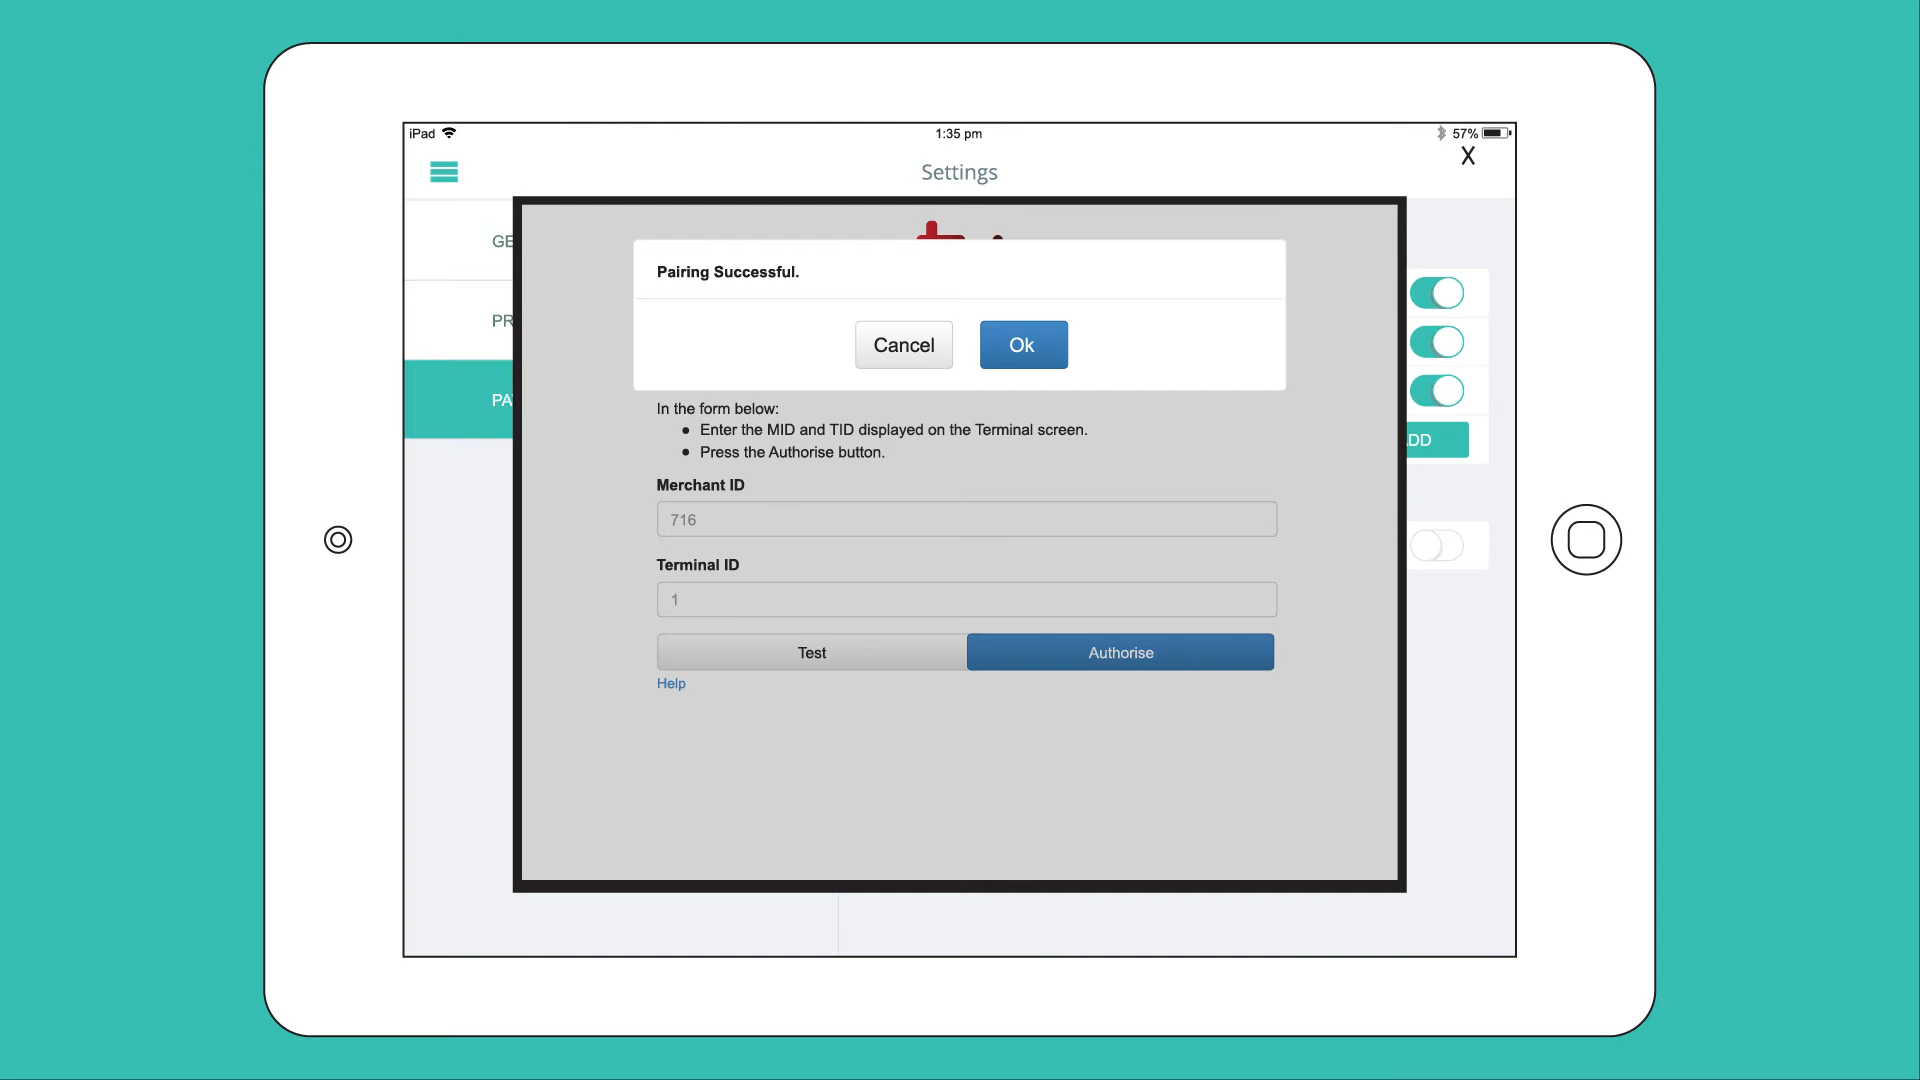 iPad
1:35 pm
57%
X
Settings
GE
PR
PA
Pairing Successful.
Cancel
Ok
In the form below:
● Enter the MID and TID displayed on the Terminal screen.
● Press the Authorise button.
Merchant ID
716
Terminal ID
1
Test
Authorise
Help
DD